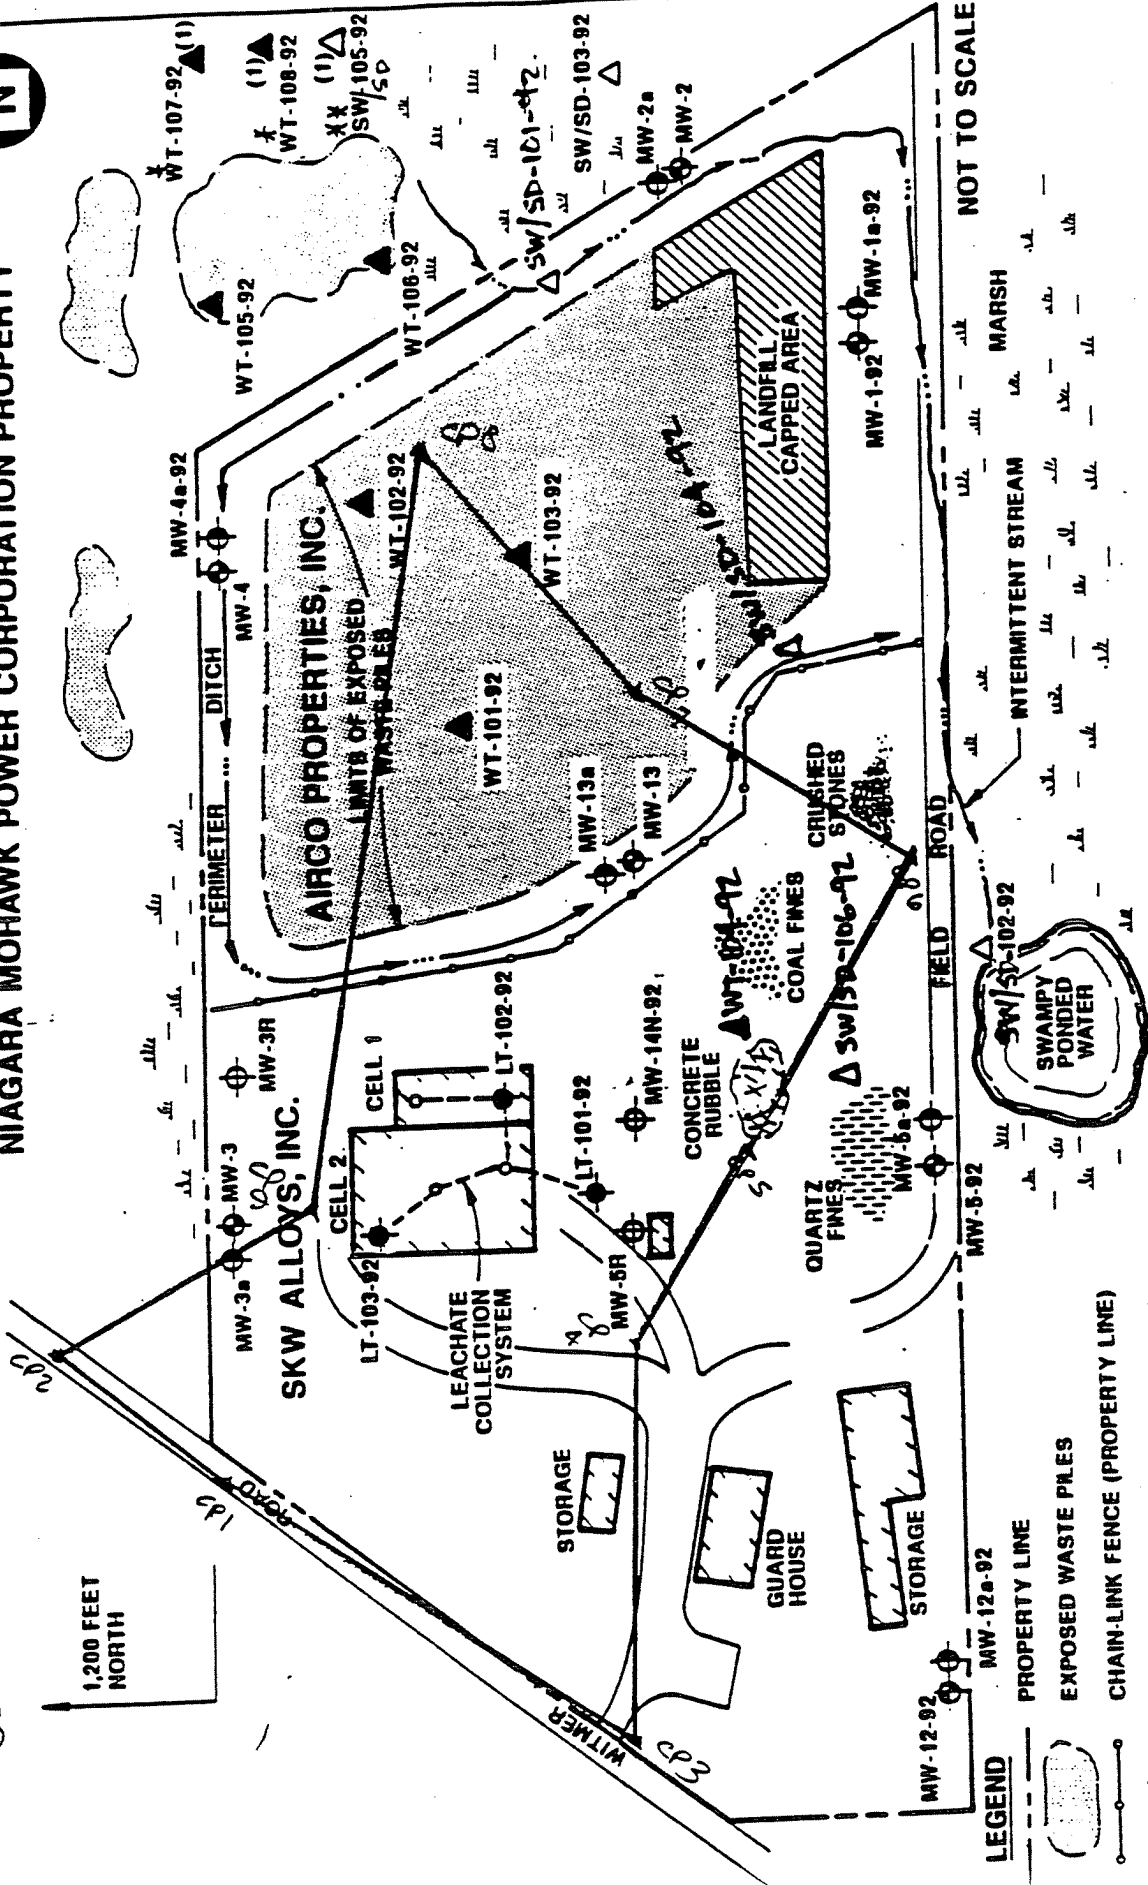 NIAGARA MOHAWK POWER CORPORATION PROPERTY
N
1,200 FEET
NORTH
WT-107-92
(1)
*
WT-108-92
(1)
*
SW/SD-105-92
(1)
**
WT-105-92
WT-106-92
SW/SD-101-92
SW/SD-103-92
MW-2a
MW-2
MW-4a-92
MW-4
DITCH
PERIMETER
AIRCO PROPERTIES, INC.
LIMITS OF EXPOSED
WASTE PILES
WT-102-92
WT-101-92
WT-103-92
SW/SD-104-92
LANDFILL
CAPPED AREA
MW-1-92
MW-1a-92
MW-13a
MW-13
MW-3R
MW-3
MW-3a
SKW ALLOYS, INC.
CELL 1
CELL 2
LT-102-92
LT-101-92
LT-103-92
LEACHATE
COLLECTION
SYSTEM
MW-14N-92
MW-5R
CONCRETE
RUBBLE
COAL FINES
CRUSHED
STONES
SW/SD-106-92
QUARTZ
FINES
MW-5a-92
MW-5-92
FIELD ROAD
SW/SD-102-92
SWAMPY
PONDED
WATER
INTERMITTENT STREAM
MARSH
NOT TO SCALE
WITMER
ROAD
STORAGE
GUARD
HOUSE
STORAGE
MW-12-92
MW-12a-92
LEGEND
PROPERTY LINE
EXPOSED WASTE PILES
CHAIN-LINK FENCE (PROPERTY LINE)